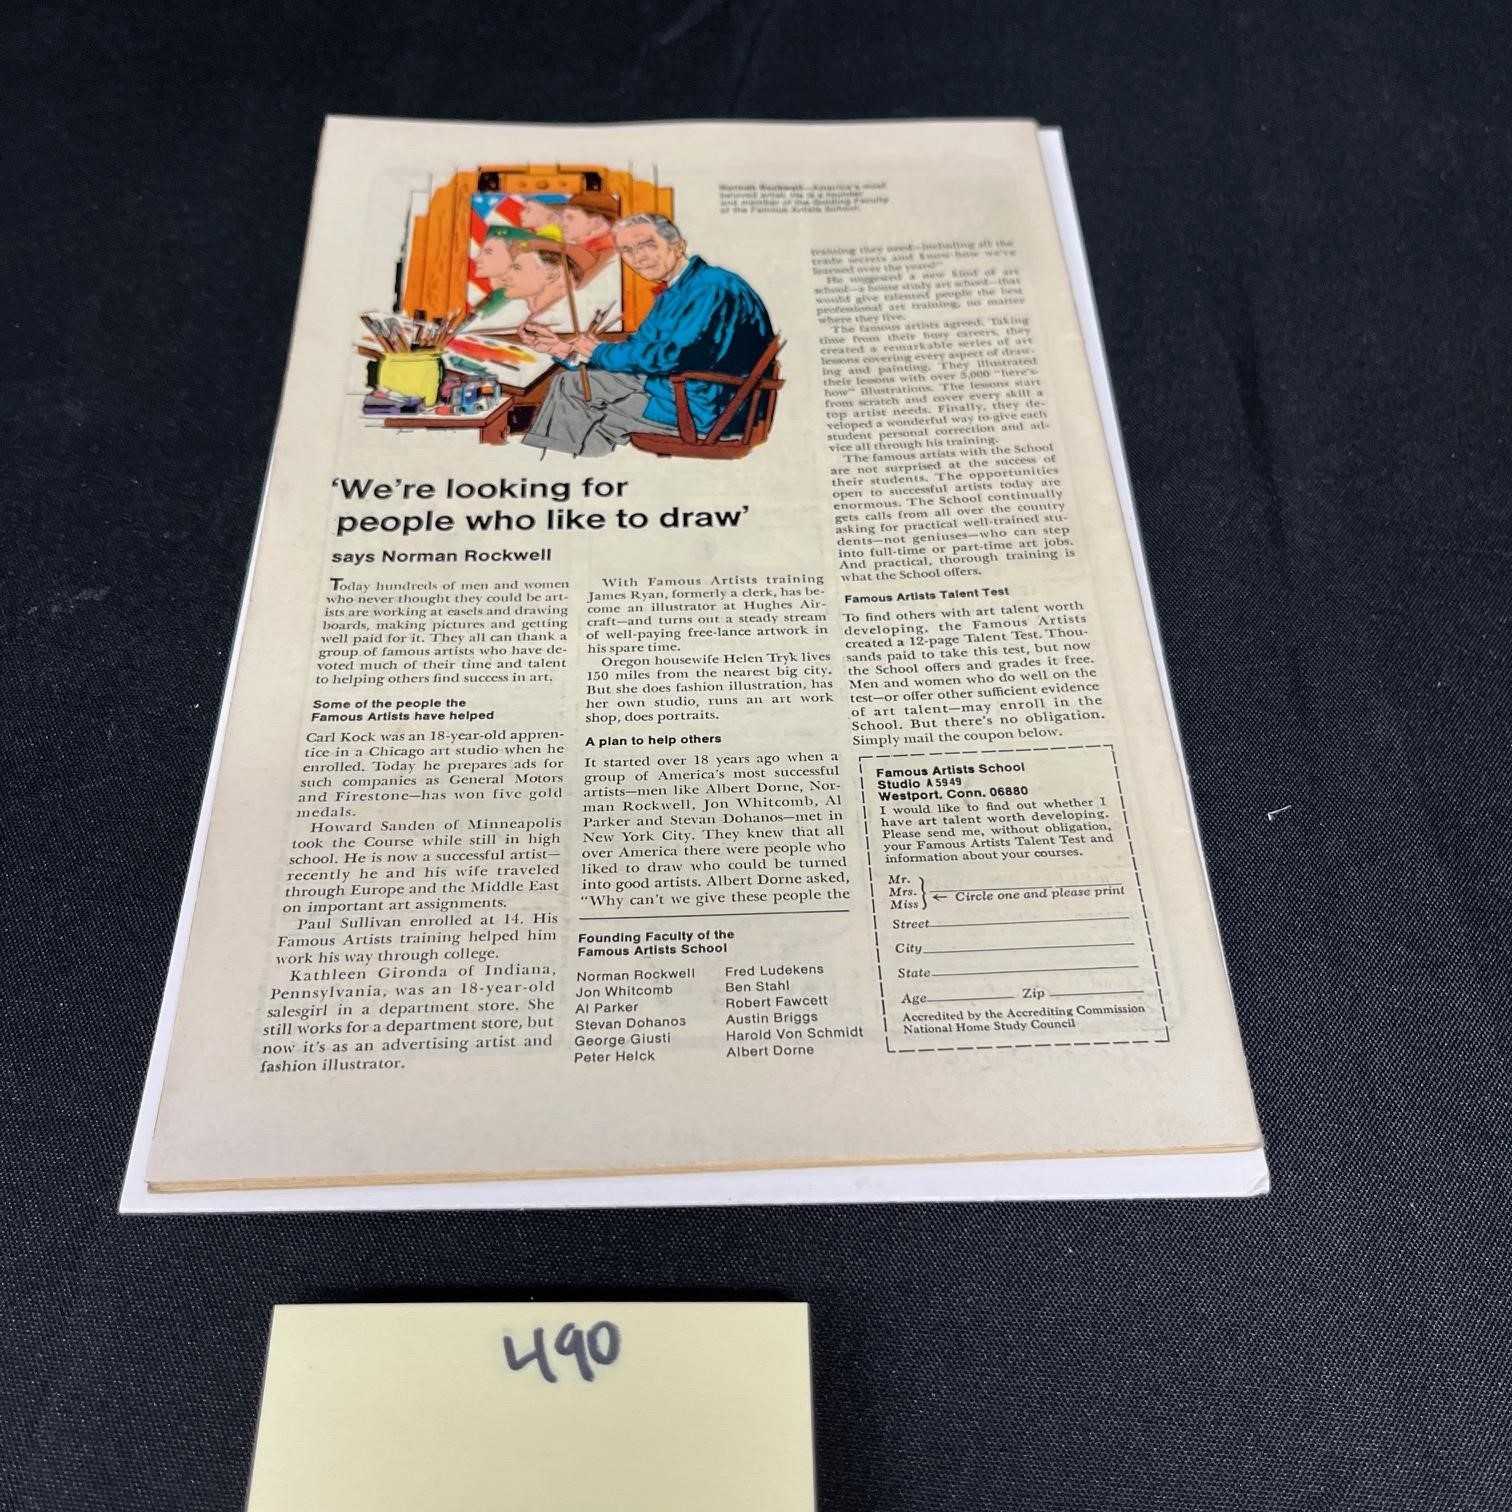 Norman Rockwell—America's most
beloved artist. He is a founder
and member of the Guiding Faculty
of the Famous Artists School.
'We're looking for
people who like to draw'
says Norman Rockwell
Today hundreds of men and women
who never thought they could be art-
ists are working at easels and drawing
boards, making pictures and getting
well paid for it. They all can thank a
group of famous artists who have de-
voted much of their time and talent
to helping others find success in art.
Some of the people the
Famous Artists have helped
Carl Kock was an 18-year-old appren-
tice in a Chicago art studio when he
enrolled. Today he prepares ads for
such companies as General Motors
and Firestone—has won five gold
medals.
Howard Sanden of Minneapolis
took the Course while still in high
school. He is now a successful artist—
recently he and his wife traveled
through Europe and the Middle East
on important art assignments.
Paul Sullivan enrolled at 14. His
Famous Artists training helped him
work his way through college.
Kathleen Gironda of Indiana,
Pennsylvania, was an 18-year-old
salesgirl in a department store. She
still works for a department store, but
now it's as an advertising artist and
fashion illustrator.
With Famous Artists training
James Ryan, formerly a clerk, has be-
come an illustrator at Hughes Air-
craft—and turns out a steady stream
of well-paying free-lance artwork in
his spare time.
Oregon housewife Helen Tryk lives
150 miles from the nearest big city.
But she does fashion illustration, has
her own studio, runs an art work
shop, does portraits.
A plan to help others
It started over 18 years ago when a
group of America's most successful
artists—men like Albert Dorne, Nor-
man Rockwell, Jon Whitcomb, Al
Parker and Stevan Dohanos—met in
New York City. They knew that all
over America there were people who
liked to draw who could be turned
into good artists. Albert Dorne asked,
"Why can't we give these people the
training they need—including all the
trade secrets and know-how we've
learned over the years?"
He suggested a new kind of art
school—a home study art school—that
would give talented people the best
professional art training, no matter
where they live.
The famous artists agreed. Taking
time from their busy careers, they
created a remarkable series of art
lessons covering every aspect of draw-
ing and painting. They illustrated
their lessons with over 5,000 "here's-
how" illustrations. The lessons start
from scratch and cover every skill a
top artist needs. Finally, they de-
veloped a wonderful way to give each
student personal correction and ad-
vice all through his training.
The famous artists with the School
are not surprised at the success of
their students. The opportunities
open to successful artists today are
enormous. The School continually
gets calls from all over the country
asking for practical well-trained stu-
dents—not geniuses—who can step
into full-time or part-time art jobs.
And practical, thorough training is
what the School offers.
Famous Artists Talent Test
To find others with art talent worth
developing, the Famous Artists
created a 12-page Talent Test. Thou-
sands paid to take this test, but now
the School offers and grades it free.
Men and women who do well on the
test—or offer other sufficient evidence
of art talent—may enroll in the
School. But there's no obligation.
Simply mail the coupon below.
Founding Faculty of the
Famous Artists School
Norman Rockwell
Jon Whitcomb
Al Parker
Stevan Dohanos
George Giusti
Peter Helck
Fred Ludekens
Ben Stahl
Robert Fawcett
Austin Briggs
Harold Von Schmidt
Albert Dorne
Famous Artists School
Studio A5949
Westport, Conn. 06880
I would like to find out whether I
have art talent worth developing.
Please send me, without obligation,
your Famous Artists Talent Test and
information about your courses.
Mr.
Mrs. ← Circle one and please print
Miss
Street
City
State
Age Zip
Accredited by the Accrediting Commission
National Home Study Council
490